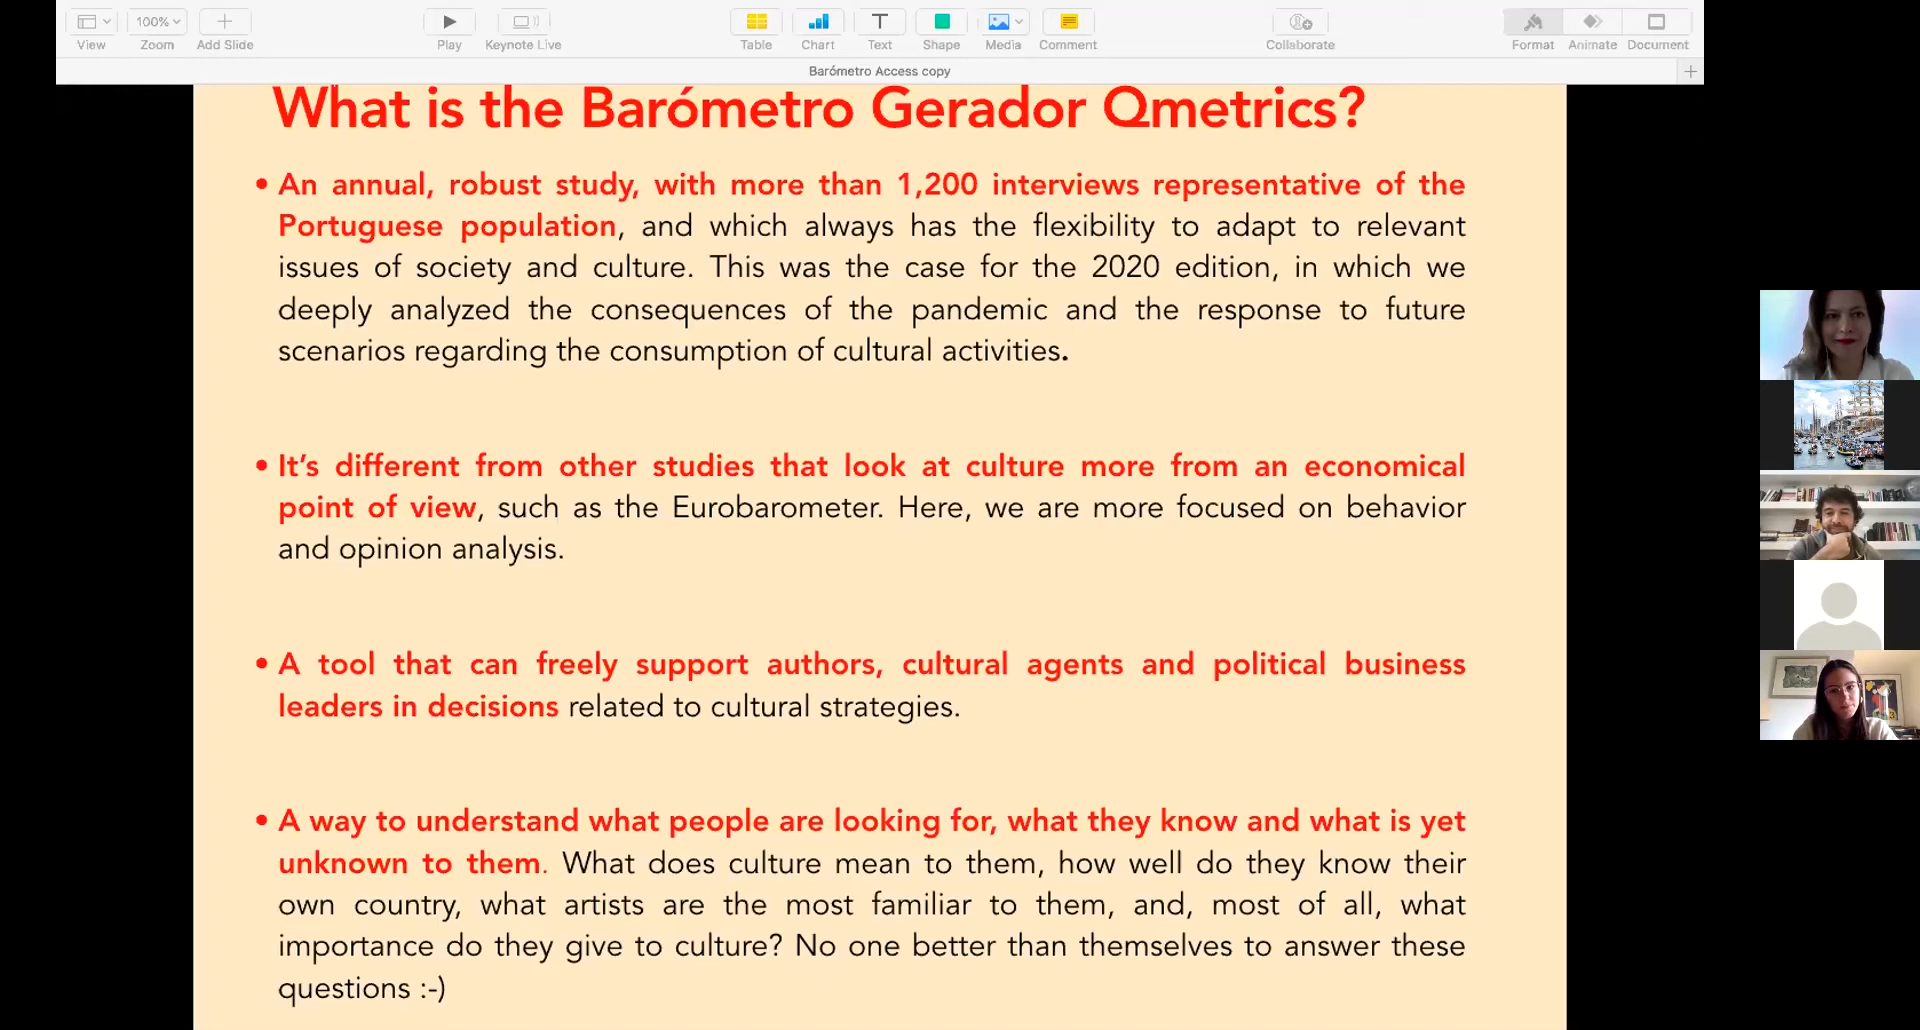 View
100%
Zoom
Add Slide
Play
Keynote Live
Table
Chart
T
Text
Shape
Media
Comment
Collaborate
Format
Animate
Document
Barómetro Access copy
What is the Barómetro Gerador Qmetrics?
• An annual, robust study, with more than 1,200 interviews representative of the
Portuguese population, and which always has the flexibility to adapt to relevant
issues of society and culture. This was the case for the 2020 edition, in which we
deeply analyzed the consequences of the pandemic and the response to future
scenarios regarding the consumption of cultural activities.
• It’s different from other studies that look at culture more from an economical
point of view, such as the Eurobarometer. Here, we are more focused on behavior
and opinion analysis.
• A tool that can freely support authors, cultural agents and political business
leaders in decisions related to cultural strategies.
• A way to understand what people are looking for, what they know and what is yet
unknown to them. What does culture mean to them, how well do they know their
own country, what artists are the most familiar to them, and, most of all, what
importance do they give to culture? No one better than themselves to answer these
questions :-)